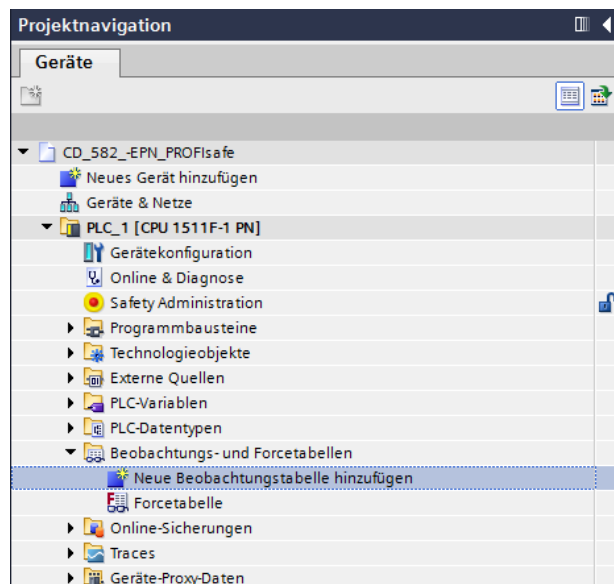 Projektnavigation
Geräte
CD_582_-EPN_PROFIsafe
Neues Gerät hinzufügen
Geräte & Netze
PLC_1 [CPU 1511F-1 PN]
Gerätekonfiguration
Online & Diagnose
Safety Administration
Programmbausteine
Technologieobjekte
Externe Quellen
PLC-Variablen
PLC-Datentypen
Beobachtungs- und Forcetabellen
Neue Beobachtungstabelle hinzufügen
Forcetabelle
Online-Sicherungen
Traces
Geräte-Proxy-Daten